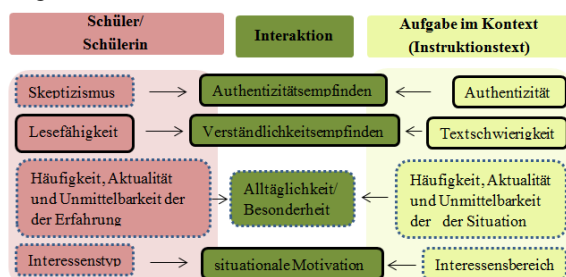 Schüler/
Schülerin
Interaktion
Aufgabe im Kontext
(Instruktionstext)
Skeptizismus
Authentizitätsempfinden
Authentizität
Lesefähigkeit
Verständlichkeitsempfinden
Textschwierigkeit
Häufigkeit, Aktualität
und Unmittelbarkeit der
der Erfahrung
Alltäglichkeit/
Besonderheit
Häufigkeit, Aktualität
und Unmittelbarkeit
der der Situation
Interessenstyp
situationale Motivation
Interessensbereich